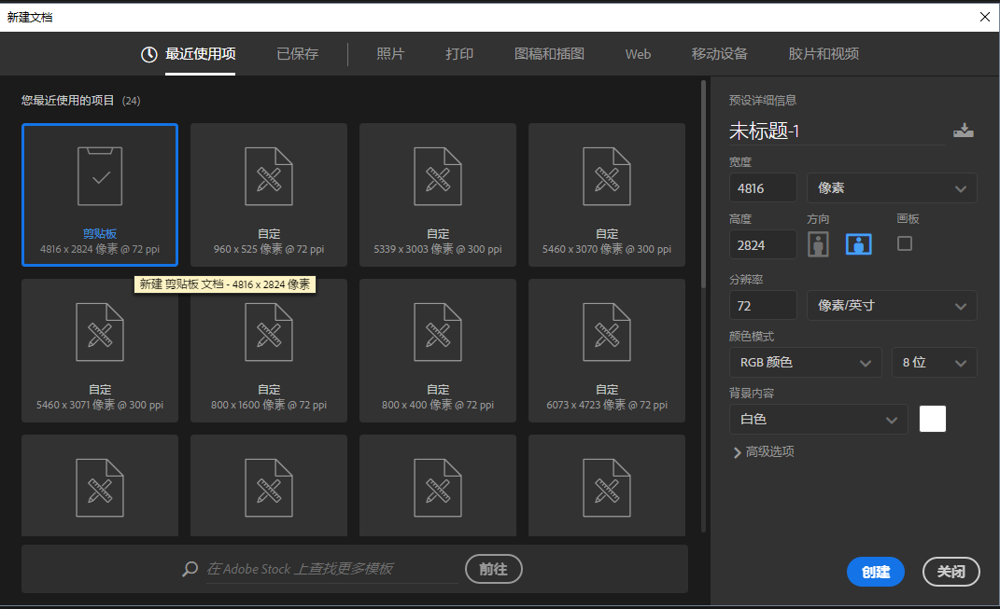 新建文档
最近使用项 已保存 照片 打印 图稿和插图 Web 移动设备 胶片和视频
您最近使用的项目 (24)
剪贴板
4816 x 2824 像素 @ 72 ppi
自定
960 x 525 像素 @ 72 ppi
自定
5339 x 3003 像素 @ 300 ppi
自定
5460 x 3070 像素 @ 300 ppi
新建 剪贴板 文档 - 4816 x 2824 像素
自定
5460 x 3071 像素 @ 300 ppi
自定
800 x 1600 像素 @ 72 ppi
自定
800 x 400 像素 @ 72 ppi
自定
6073 x 4723 像素 @ 72 ppi
在 Adobe Stock 上查找更多模板 前往
预设详细信息
未标题-1
宽度
4816 像素
高度 方向 画板
2824
分辨率
72 像素/英寸
颜色模式
RGB 颜色 8 位
背景内容
白色
高级选项
创建 关闭